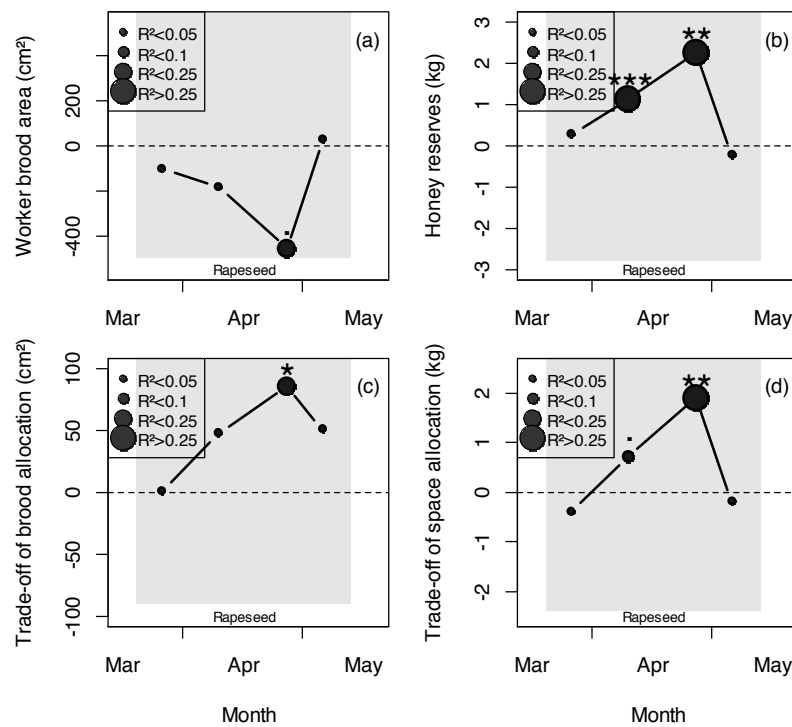 R²<0.05
R²<0.1
R²<0.25
R²>0.25
(a)
Worker brood area (cm²)
200
0
-400
.
Rapeseed
Mar
Apr
May
R²<0.05
R²<0.1
R²<0.25
R²>0.25
(b)
Honey reserves (kg)
3
2
1
0
-1
-2
-3
***
**
Rapeseed
Mar
Apr
May
R²<0.05
R²<0.1
R²<0.25
R²>0.25
(c)
Trade-off of brood allocation (cm²)
100
50
0
-50
-100
*
Rapeseed
Mar
Apr
May
Month
R²<0.05
R²<0.1
R²<0.25
R²>0.25
(d)
Trade-off of space allocation (kg)
2
1
0
-1
-2
.
**
Rapeseed
Mar
Apr
May
Month